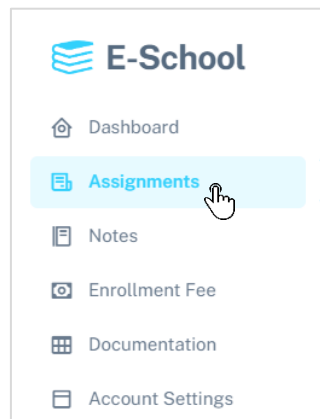 E-School
Dashboard
Assignments
Notes
Enrollment Fee
Documentation
Account Settings